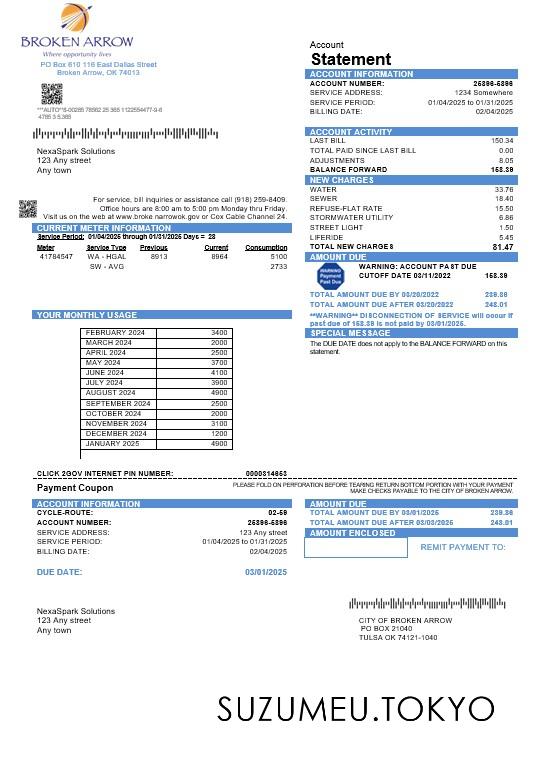 BROKEN ARROW
Where opportunity lives
PO Box 610 116 East Dallas Street
Broken Arrow, OK 74013
***AUTO**5-00286 78562 25 365 1122554477-9-6
4785 3 5.365
NexaSpark Solutions
123 Any street
Any town
For service, bill inquiries or assistance call (918) 259-8409.
Office hours are 8:00 am to 5:00 pm Monday thru Friday.
Visit us on the web at www.broke narrowok.gov or Cox Cable Channel 24.
Account
Statement
ACCOUNT INFORMATION
ACCOUNT NUMBER: 25896-5896
SERVICE ADDRESS: 1234 Somewhere
SERVICE PERIOD: 01/04/2025 to 01/31/2025
BILLING DATE: 02/04/2025
ACCOUNT ACTIVITY
LAST BILL 150.34
TOTAL PAID SINCE LAST BILL 0.00
ADJUSTMENTS 8.05
BALANCE FORWARD 158.39
NEW CHARGES
WATER 33.76
SEWER 18.40
REFUSE-FLAT RATE 15.50
STORMWATER UTILITY 6.86
STREET LIGHT 1.50
LIFERIDE 5.45
TOTAL NEW CHARGES 81.47
AMOUNT DUE
WARNING Payment Past Due
WARNING: ACCOUNT PAST DUE
CUTOFF DATE 03/11/2022 158.39
TOTAL AMOUNT DUE BY 03/20/2022 239.86
TOTAL AMOUNT DUE AFTER 03/20/2022 248.01
**WARNING** DISCONNECTION OF SERVICE will occur if
past due of 158.39 is not paid by 03/01/2025.
SPECIAL MESSAGE
The DUE DATE does not apply to the BALANCE FORWARD on this
statement.
CURRENT METER INFORMATION
Service Period: 01/04/2025 through 01/31/2025 Days = 28
Meter Service Type Previous Current Consumption
41784547 WA - HGAL 8913 8964 5100
SW - AVG 2733
YOUR MONTHLY USAGE
FEBRUARY 2024 3400
MARCH 2024 2000
APRIL 2024 2500
MAY 2024 3700
JUNE 2024 4100
JULY 2024 3900
AUGUST 2024 4900
SEPTEMBER 2024 2500
OCTOBER 2024 2000
NOVEMBER 2024 3100
DECEMBER 2024 1200
JANUARY 2025 4900
CLICK 2GOV INTERNET PIN NUMBER: 0000314653
Payment Coupon
PLEASE FOLD ON PERFORATION BEFORE TEARING RETURN BOTTOM PORTION WITH YOUR PAYMENT
MAKE CHECKS PAYABLE TO THE CITY OF BROKEN ARROW.
ACCOUNT INFORMATION
CYCLE-ROUTE: 02-59
ACCOUNT NUMBER: 25896-5896
SERVICE ADDRESS: 123 Any street
SERVICE PERIOD: 01/04/2025 to 01/31/2025
BILLING DATE: 02/04/2025
DUE DATE: 03/01/2025
AMOUNT DUE
TOTAL AMOUNT DUE BY 03/01/2025 239.86
TOTAL AMOUNT DUE AFTER 03/03/2025 248.01
AMOUNT ENCLOSED
REMIT PAYMENT TO:
NexaSpark Solutions
123 Any street
Any town
CITY OF BROKEN ARROW
PO BOX 21040
TULSA OK 74121-1040
SUZUMEU.TOKYO